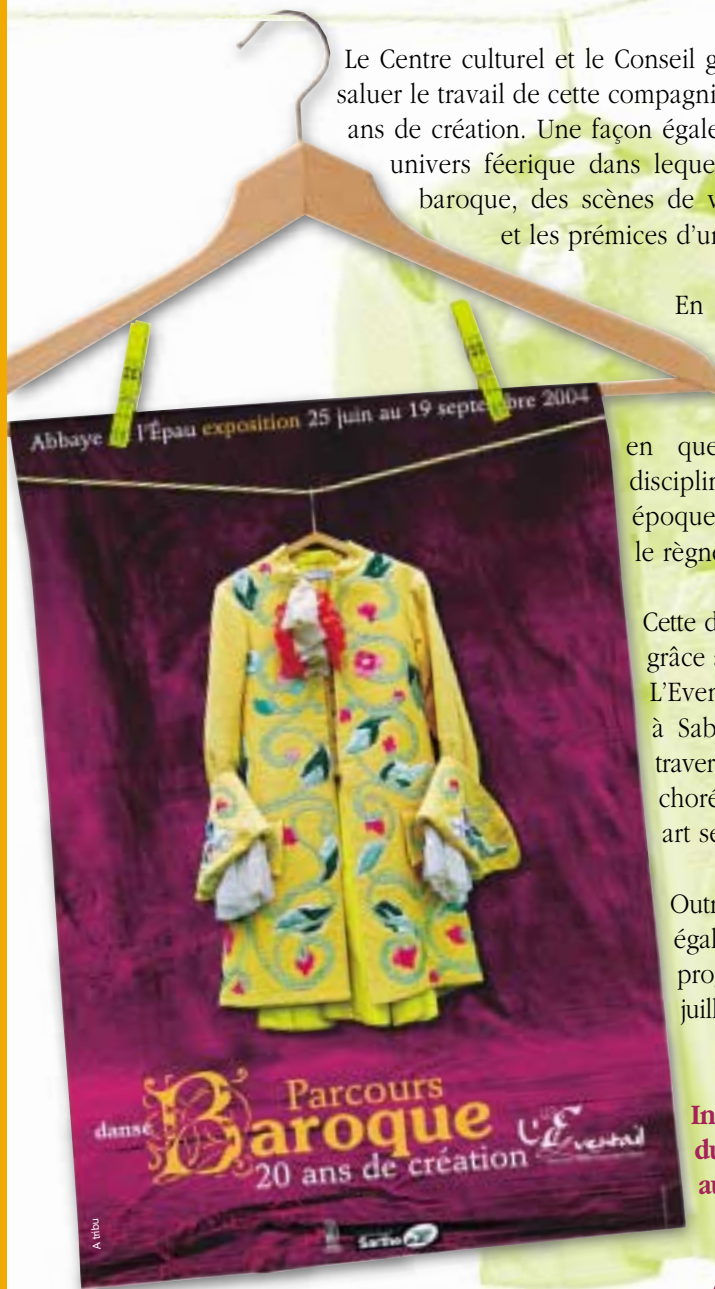 Le Centre culturel et le Conseil g
saluer le travail de cette compagni
ans de création. Une façon égale
univers féerique dans leque
baroque, des scènes de v
et les prémices d'un
En
en que
disciplin
époque
le règn
Cette d
grâce
L'Even
à Sab
traver
choré
art se
Outr
égal
pro
juill
In
du
au
Abbaye l'Épau exposition 25 juin au 19 septembre 2004
danse
Parcours
Baroque
20 ans de création
L'Eventail
Sarthe
A tribu